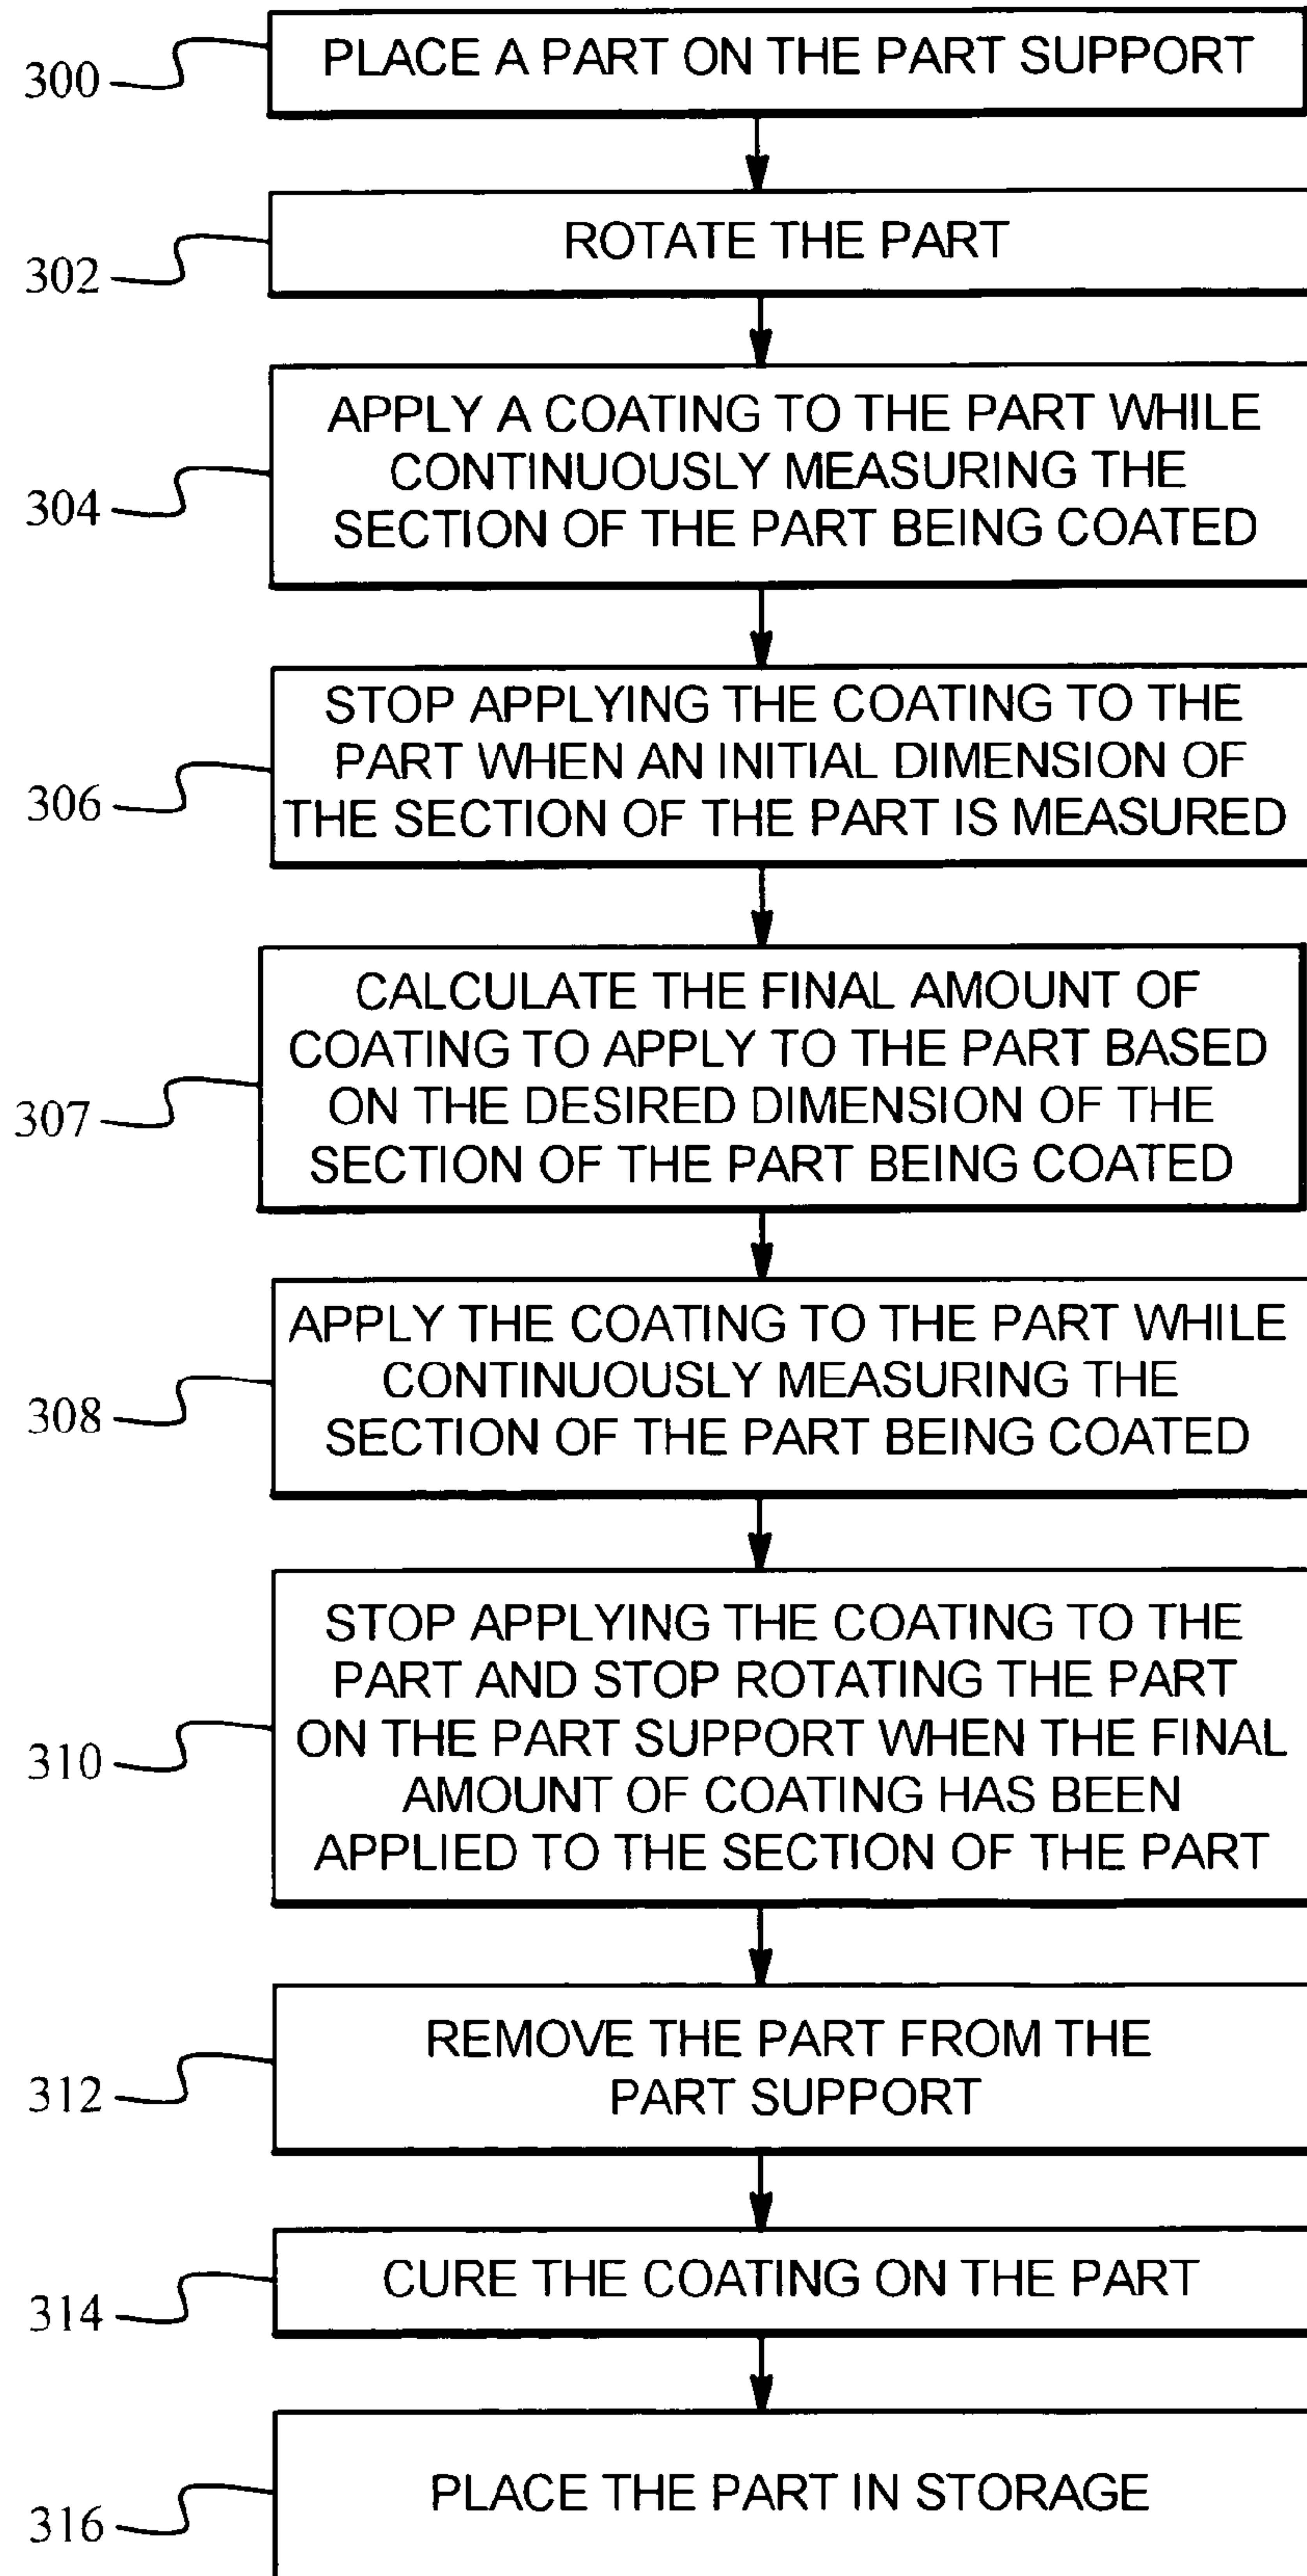 300
PLACE A PART ON THE PART SUPPORT
302
ROTATE THE PART
304
APPLY A COATING TO THE PART WHILE
CONTINUOUSLY MEASURING THE
SECTION OF THE PART BEING COATED
306
STOP APPLYING THE COATING TO THE
PART WHEN AN INITIAL DIMENSION OF
THE SECTION OF THE PART IS MEASURED
307
CALCULATE THE FINAL AMOUNT OF
COATING TO APPLY TO THE PART BASED
ON THE DESIRED DIMENSION OF THE
SECTION OF THE PART BEING COATED
308
APPLY THE COATING TO THE PART WHILE
CONTINUOUSLY MEASURING THE
SECTION OF THE PART BEING COATED
310
STOP APPLYING THE COATING TO THE
PART AND STOP ROTATING THE PART
ON THE PART SUPPORT WHEN THE FINAL
AMOUNT OF COATING HAS BEEN
APPLIED TO THE SECTION OF THE PART
312
REMOVE THE PART FROM THE
PART SUPPORT
314
CURE THE COATING ON THE PART
316
PLACE THE PART IN STORAGE